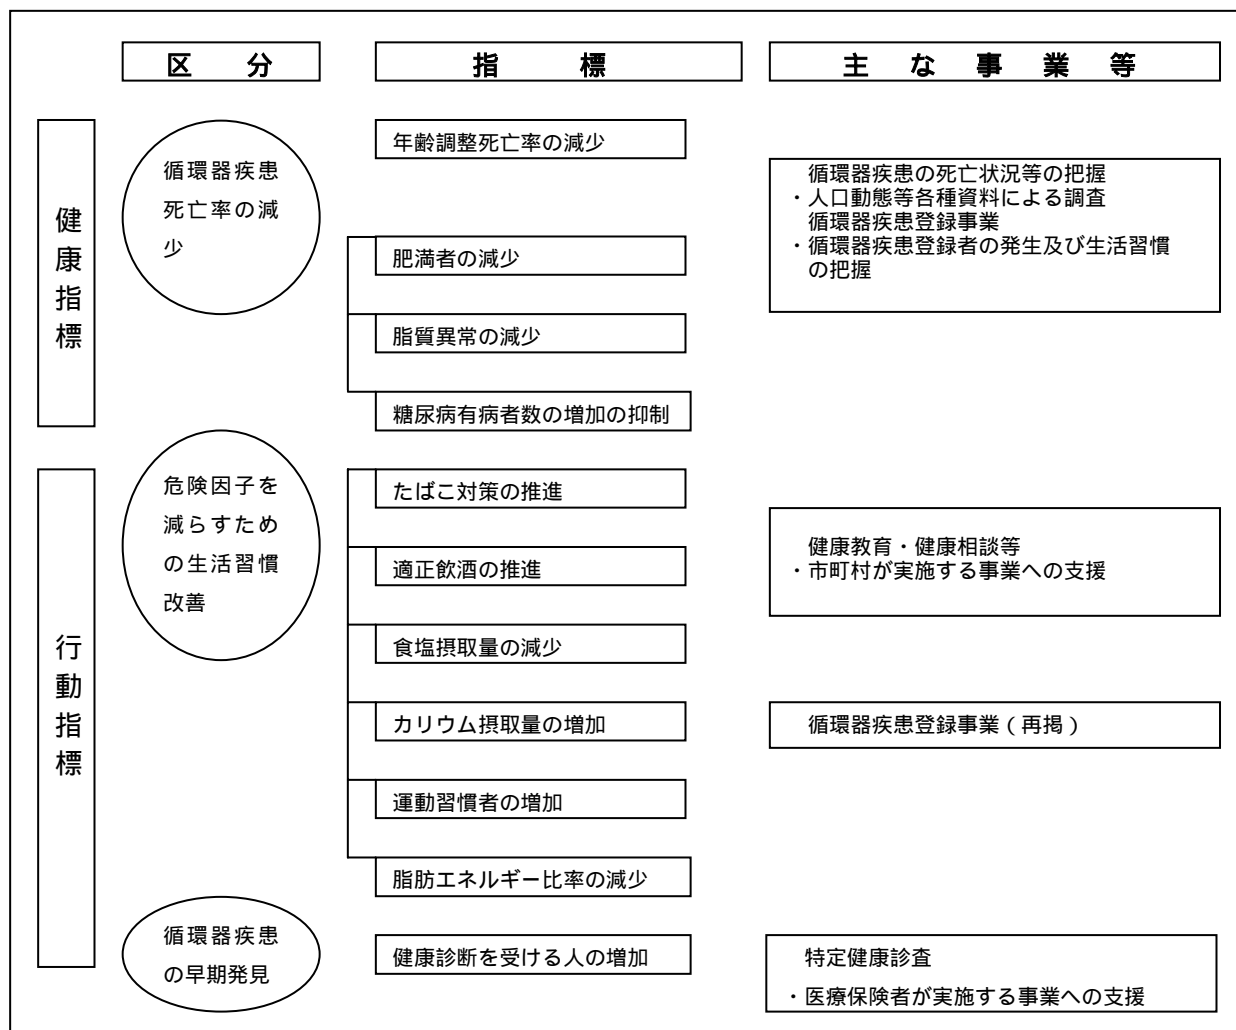 区 分
指 標
主 な 事 業 等
健康指標
循環器疾患
死亡率の減
少
年齢調整死亡率の減少
肥満者の減少
脂質異常の減少
糖尿病有病者数の増加の抑制
循環器疾患の死亡状況等の把握
・人口動態等各種資料による調査
循環器疾患登録事業
・循環器疾患登録者の発生及び生活習慣
の把握
行動指標
危険因子を
減らすため
の生活習慣
改善
たばこ対策の推進
適正飲酒の推進
食塩摂取量の減少
カリウム摂取量の増加
運動習慣者の増加
脂肪エネルギー比率の減少
健康教育・健康相談等
・市町村が実施する事業への支援
循環器疾患登録事業(再掲)
循環器疾患
の早期発見
健康診断を受ける人の増加
特定健康診査
・医療保険者が実施する事業への支援